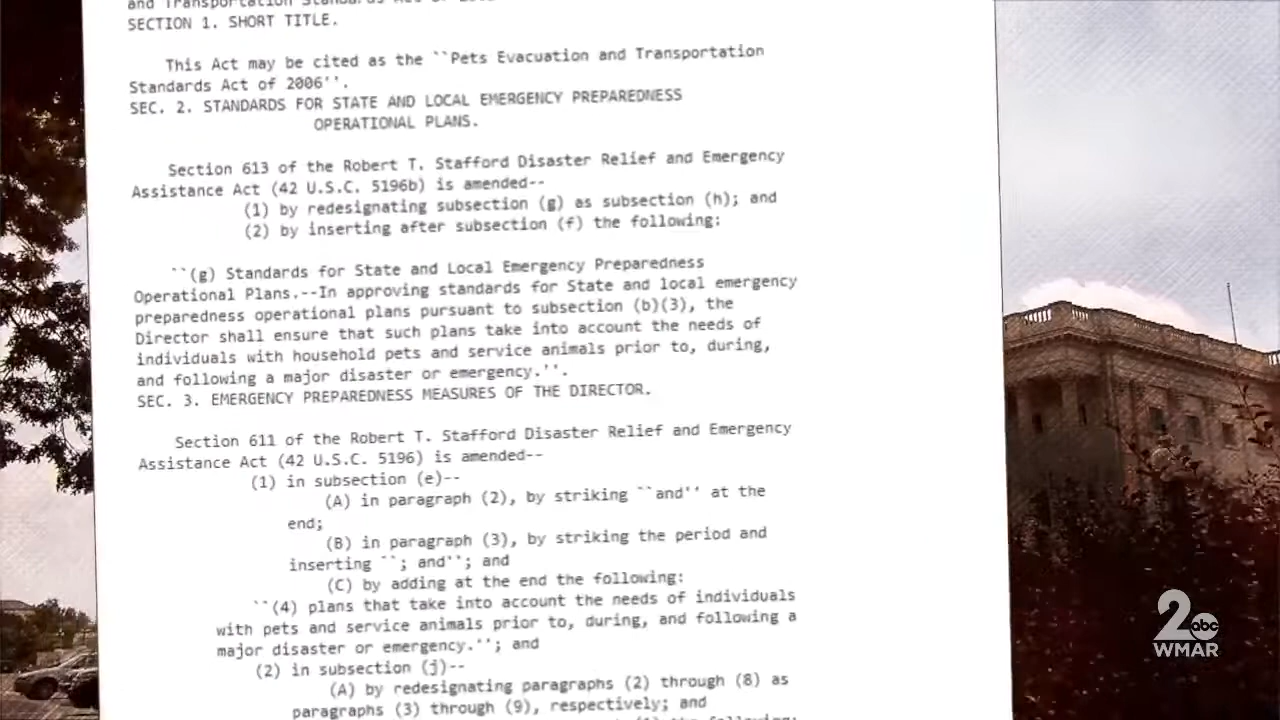 and Transportation Standards Act of
SECTION 1. SHORT TITLE.
This Act may be cited as the ``Pets Evacuation and Transportation
Standards Act of 2006''.
SEC. 2. STANDARDS FOR STATE AND LOCAL EMERGENCY PREPAREDNESS
OPERATIONAL PLANS.
Section 613 of the Robert T. Stafford Disaster Relief and Emergency
Assistance Act (42 U.S.C. 5196b) is amended--
(1) by redesignating subsection (g) as subsection (h); and
(2) by inserting after subsection (f) the following:
``(g) Standards for State and Local Emergency Preparedness
Operational Plans.--In approving standards for State and local emergency
preparedness operational plans pursuant to subsection (b)(3), the
Director shall ensure that such plans take into account the needs of
individuals with household pets and service animals prior to, during,
and following a major disaster or emergency.''.
SEC. 3. EMERGENCY PREPAREDNESS MEASURES OF THE DIRECTOR.
Section 611 of the Robert T. Stafford Disaster Relief and Emergency
Assistance Act (42 U.S.C. 5196) is amended--
(1) in subsection (e)--
(A) in paragraph (2), by striking ``and'' at the
end;
(B) in paragraph (3), by striking the period and
inserting ``; and''; and
(C) by adding at the end the following:
``(4) plans that take into account the needs of individuals
with pets and service animals prior to, during, and following a
major disaster or emergency.''; and
(2) in subsection (j)--
(A) by redesignating paragraphs (2) through (8) as
paragraphs (3) through (9), respectively; and
the following:
2 abc
WMAR